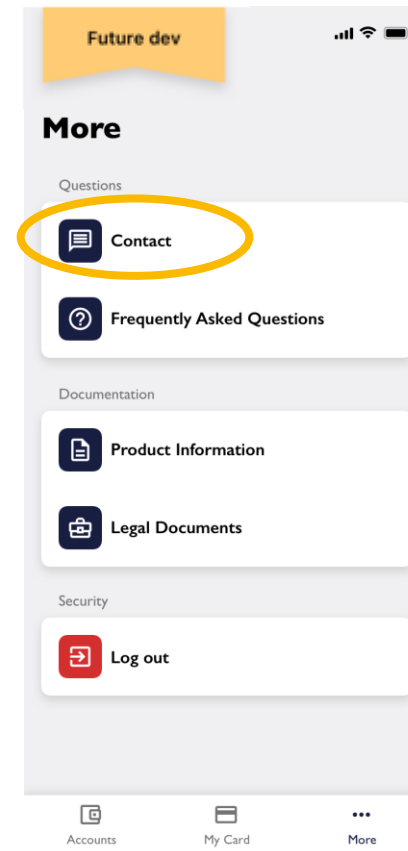 Future dev
More
Questions
Contact
Frequently Asked Questions
Documentation
Product Information
Legal Documents
Security
Log out
Accounts
My Card
More